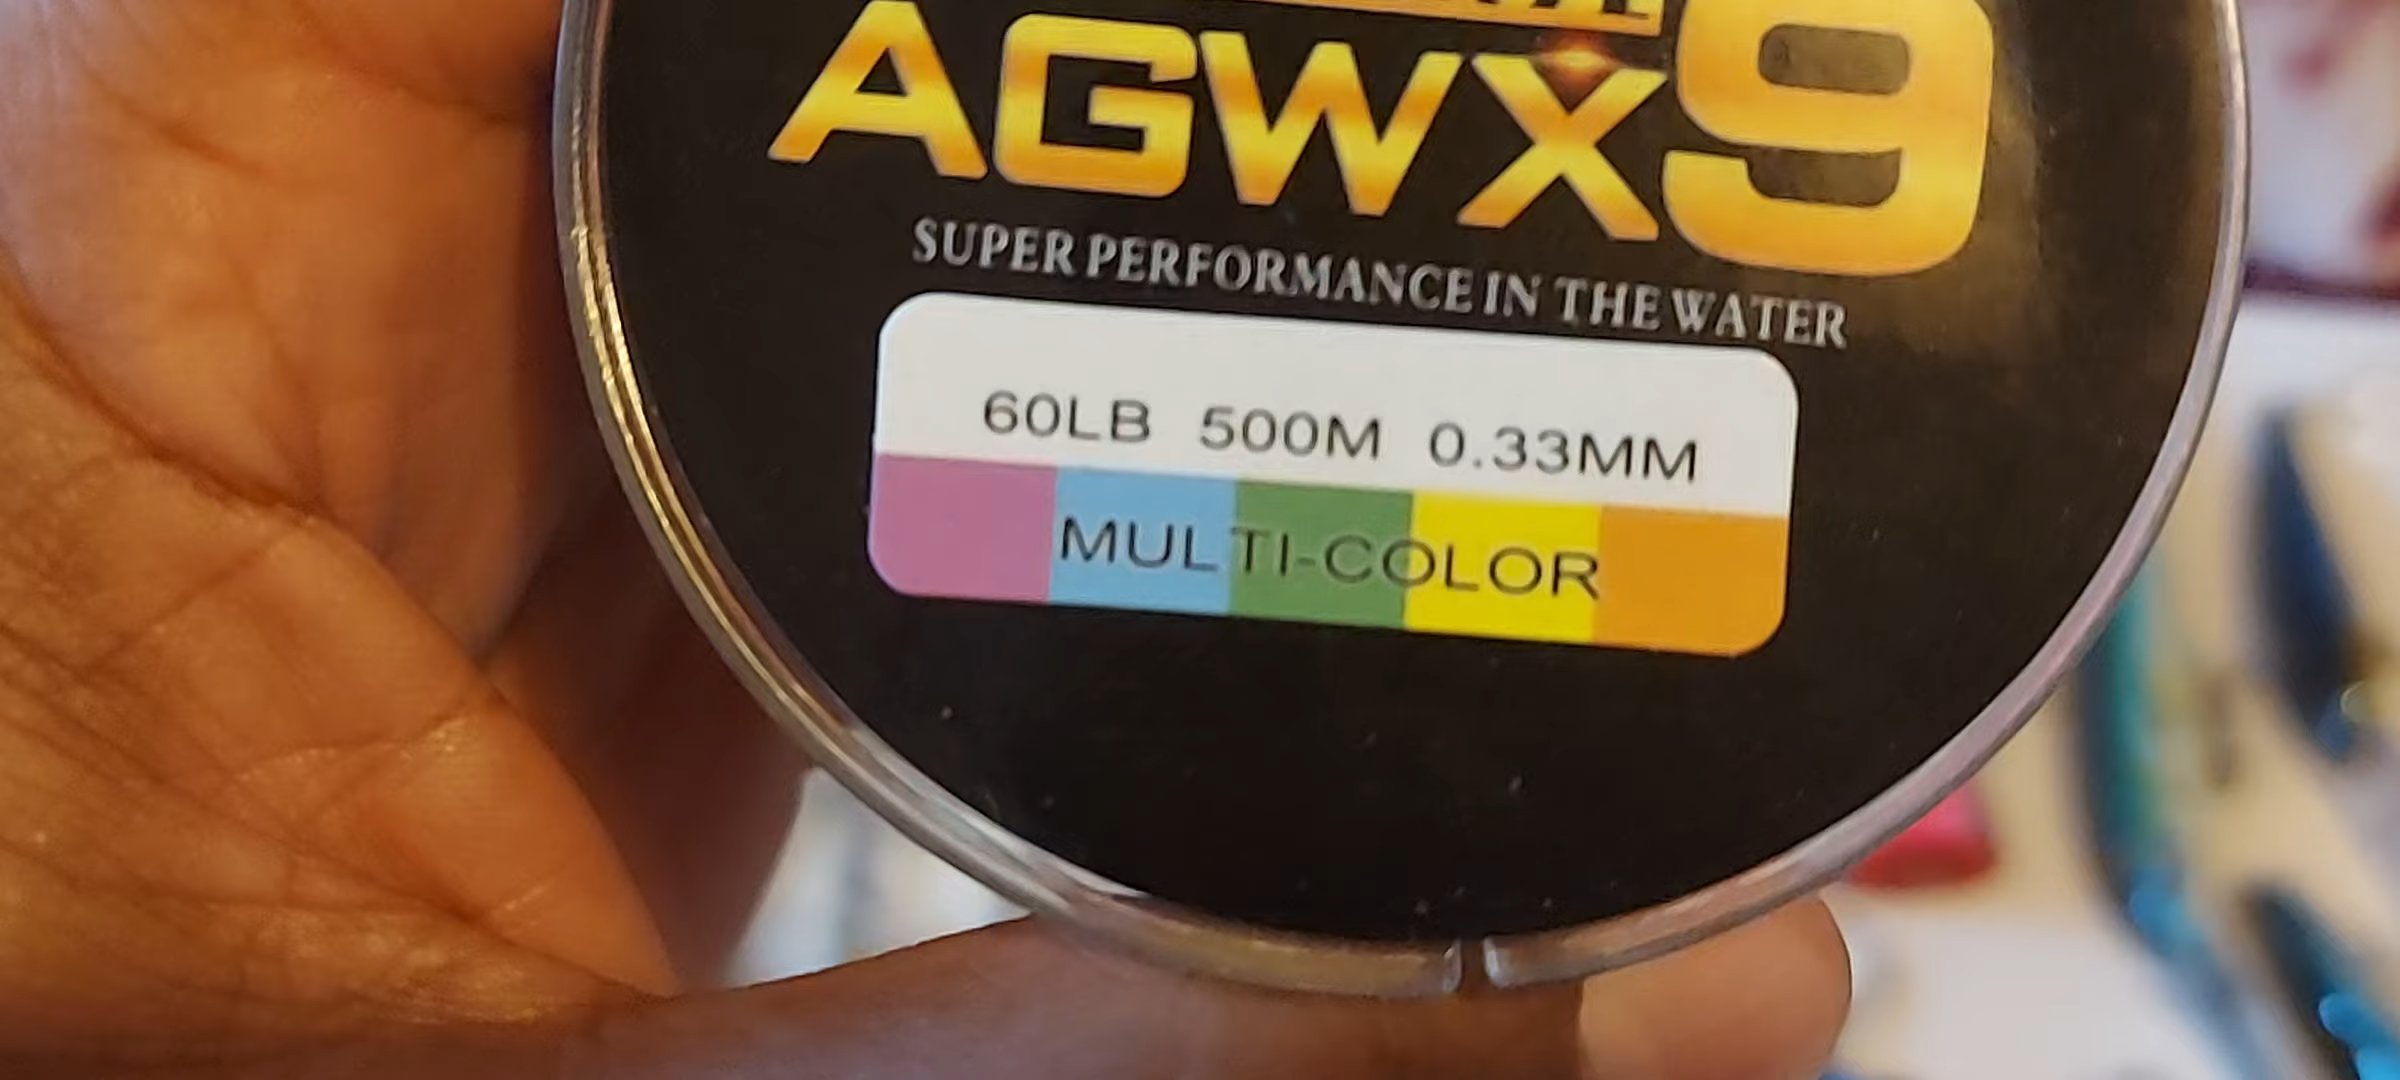 AGWX9
SUPER PERFORMANCE IN THE WATER
60LB 500M 0.33MM
MULTI-COLOR